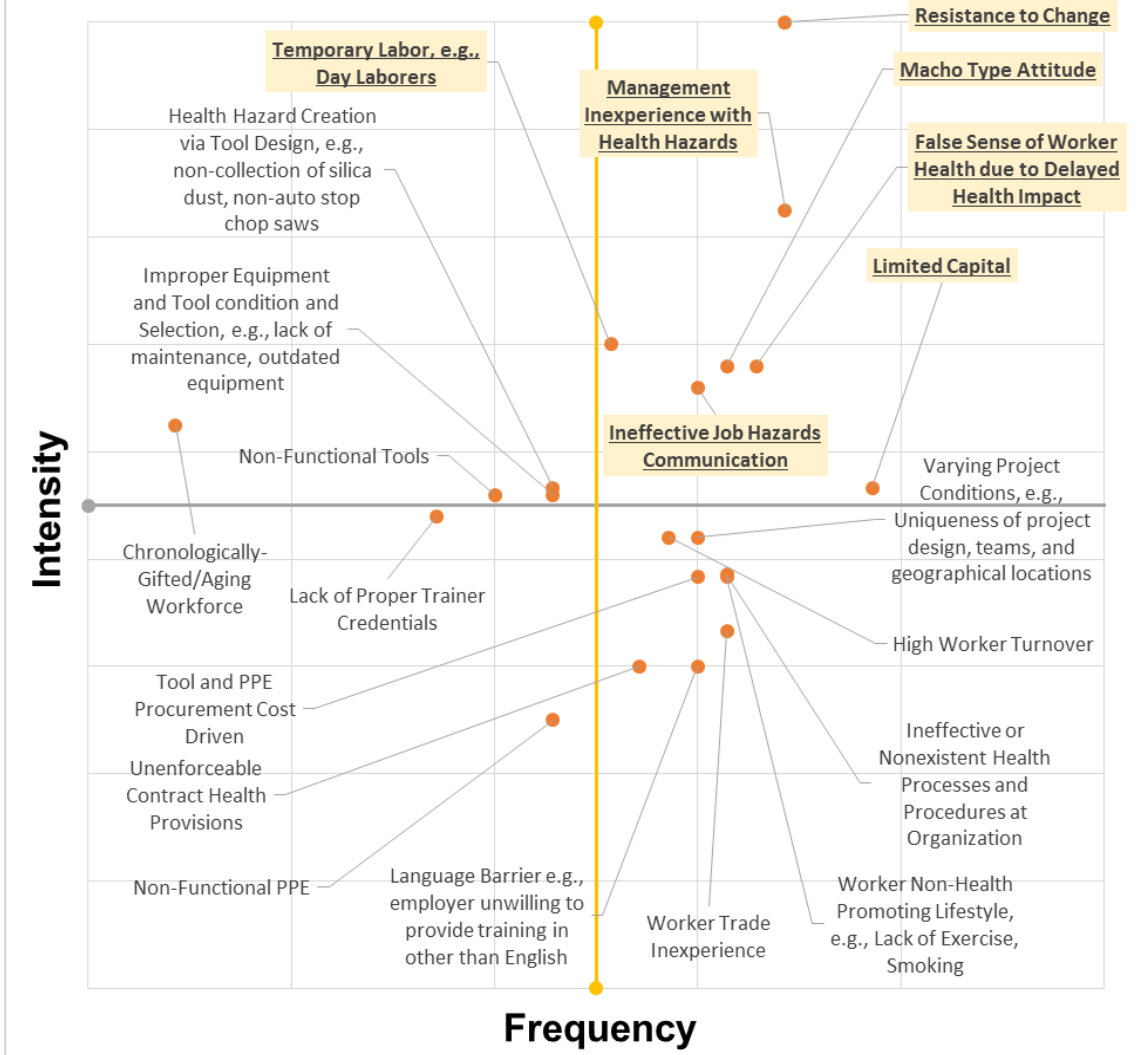 Resistance to Change
Temporary Labor, e.g.,
Day Laborers
Macho Type Attitude
Management
Inexperience with
Health Hazards
Health Hazard Creation
via Tool Design, e.g.,
non-collection of silica
dust, non-auto stop
chop saws
False Sense of Worker
Health due to Delayed
Health Impact
Limited Capital
Improper Equipment
and Tool condition and
Selection, e.g., lack of
maintenance, outdated
equipment
Ineffective Job Hazards
Communication
Non-Functional Tools
Varying Project
Conditions, e.g.,
Uniqueness of project
design, teams, and
geographical locations
Intensity
Chronologically-
Gifted/Aging
Workforce
Lack of Proper Trainer
Credentials
High Worker Turnover
Tool and PPE
Procurement Cost
Driven
Ineffective or
Nonexistent Health
Processes and
Procedures at
Organization
Unenforceable
Contract Health
Provisions
Non-Functional PPE
Language Barrier e.g.,
employer unwilling to
provide training in
other than English
Worker Trade
Inexperience
Worker Non-Health
Promoting Lifestyle,
e.g., Lack of Exercise,
Smoking
Frequency